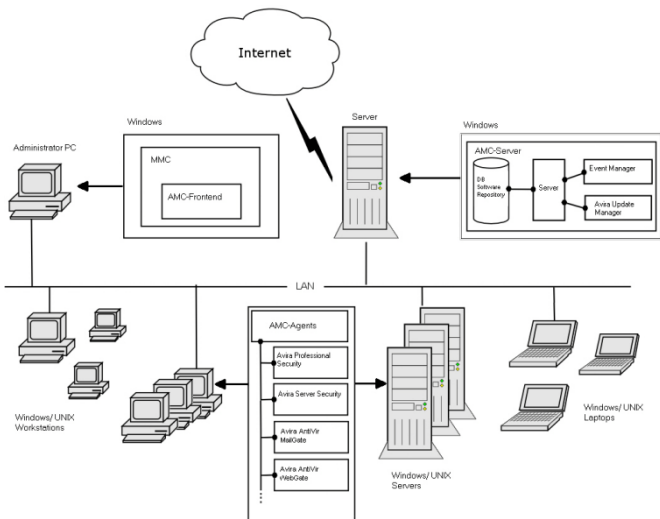 Internet
Windows
Server
Windows
Administrator PC
MMC
AMC-Frontend
AMC-Server
DB
Software
Repository
Server
Event Manager
Avira Update
Manager
LAN
AMC-Agents
Avira Professional
Security
Avira Server Security
Avira AntiVir
MailGate
Avira AntiVir
WebGate
Windows/ UNIX
Workstations
Windows/ UNIX
Servers
Windows/ UNIX
Laptops